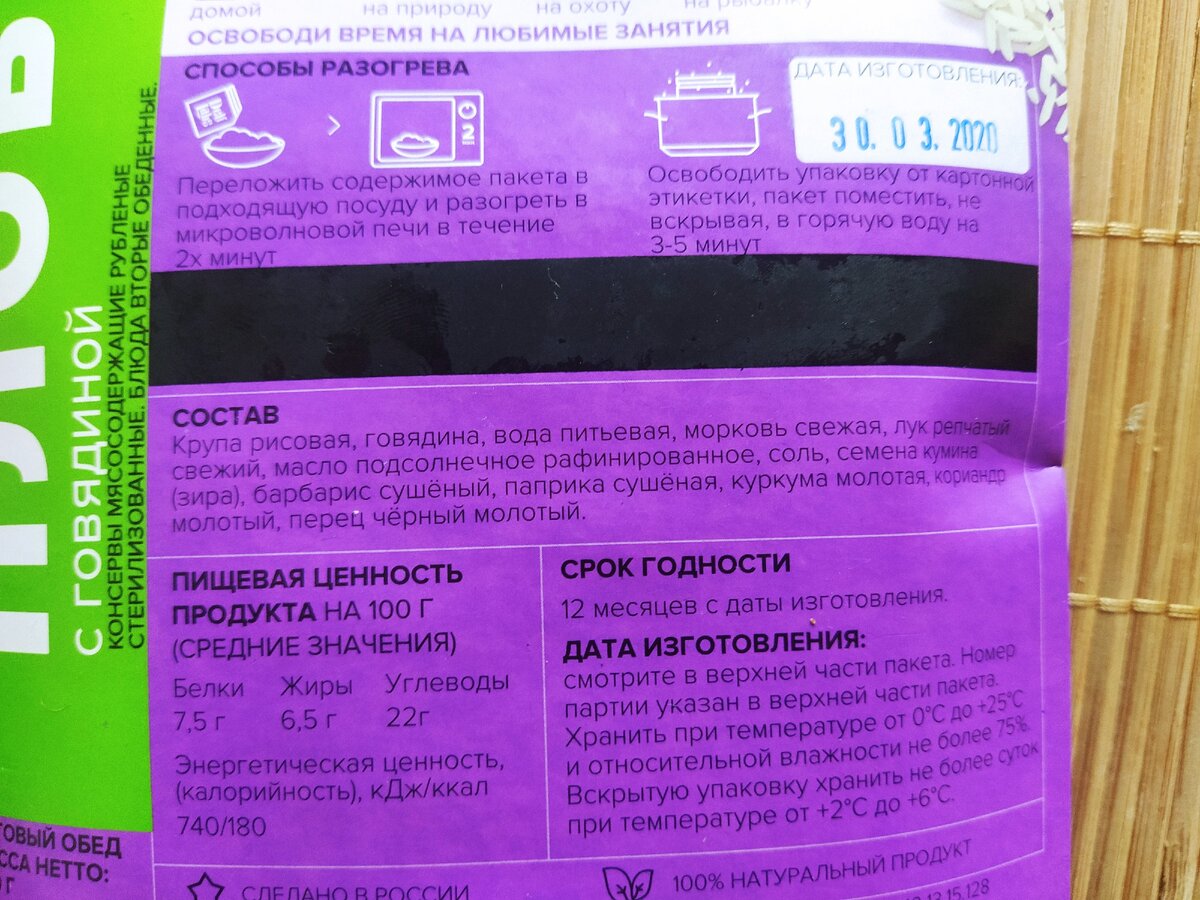 домой
на природу
на охоту
на рыбалку
ОСВОБОДИ ВРЕМЯ НА ЛЮБИМЫЕ ЗАНЯТИЯ
СПОСОБЫ РАЗОГРЕВА
2
Переложить содержимое пакета в
подходящую посуду и разогреть в
микроволновой печи в течение
2х минут
ДАТА ИЗГОТОВЛЕНИЯ:
30.03.2020
Освободить упаковку от картонной
этикетки, пакет поместить, не
вскрывая, в горячую воду на
3-5 минут
СОСТАВ
Крупа рисовая, говядина, вода питьевая, морковь свежая, лук репчатый
свежий, масло подсолнечное рафинированное, соль, семена кумина
(зира), барбарис сушёный, паприка сушёная, куркума молотая, кориандр
молотый, перец чёрный молотый.
ПИЩЕВАЯ ЦЕННОСТЬ
ПРОДУКТА НА 100 Г
(СРЕДНИЕ ЗНАЧЕНИЯ)
Белки Жиры Углеводы
7,5 г 6,5 г 22г
Энергетическая ценность,
(калорийность), кДж/ккал
740/180
СРОК ГОДНОСТИ
12 месяцев с даты изготовления.
ДАТА ИЗГОТОВЛЕНИЯ:
смотрите в верхней части пакета. Номер
партии указан в верхней части пакета.
Хранить при температуре от 0°С до +25°С
и относительной влажности не более 75%.
Вскрытую упаковку хранить не более суток
при температуре от +2°С до +6°С.
СДЕЛАНО В РОССИИ
100% НАТУРАЛЬНЫЙ ПРОДУКТ
13.15.128
ПЛОВ
С ГОВЯДИНОЙ
КОНСЕРВЫ МЯСОСОДЕРЖАЩИЕ РУБЛЕНЫЕ
СТЕРИЛИЗОВАННЫЕ. БЛЮДА ВТОРЫЕ ОБЕДЕННЫЕ.
ТОВЫЙ ОБЕД
ССА НЕТТО:
Г